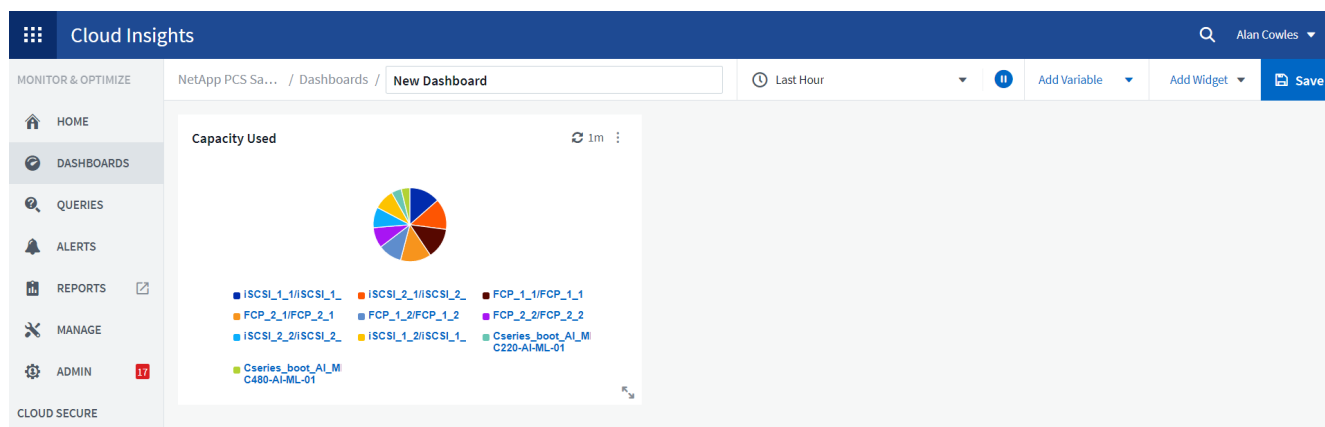 Cloud Insights
Alan Cowles
MONITOR & OPTIMIZE
NetApp PCS Sa... / Dashboards / New Dashboard
Last Hour
Add Variable
Add Widget
Save
HOME
DASHBOARDS
QUERIES
ALERTS
REPORTS
MANAGE
ADMIN
17
CLOUD SECURE
Capacity Used
1m
iSCSI_1_1/iSCSI_1_
iSCSI_2_1/iSCSI_2_
FCP_1_1/FCP_1_1
FCP_2_1/FCP_2_1
FCP_1_2/FCP_1_2
FCP_2_2/FCP_2_2
iSCSI_2_2/iSCSI_2_
iSCSI_1_2/iSCSI_1_
Cseries_boot_AI_M
C220-AI-ML-01
Cseries_boot_AI_M
C480-AI-ML-01